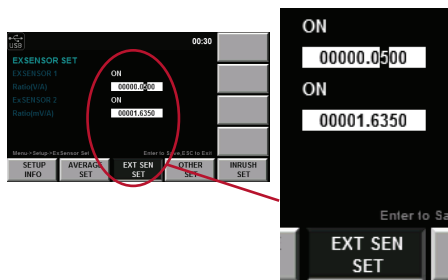 USB
00:30
EXSENSOR SET
EXSENSOR 1 ON
Ratio(V/A) 00000.0500
ExSENSOR 2 ON
Ratio(mV/A) 00001.6350
Menu->Setup->ExSensor Set Enter to Save ESC to Exit
SETUP INFO
AVERAGE SET
EXT SEN SET
OTHER SET
INRUSH SET
ON
00000.0500
ON
00001.6350
Enter to Sa
EXT SEN
SET